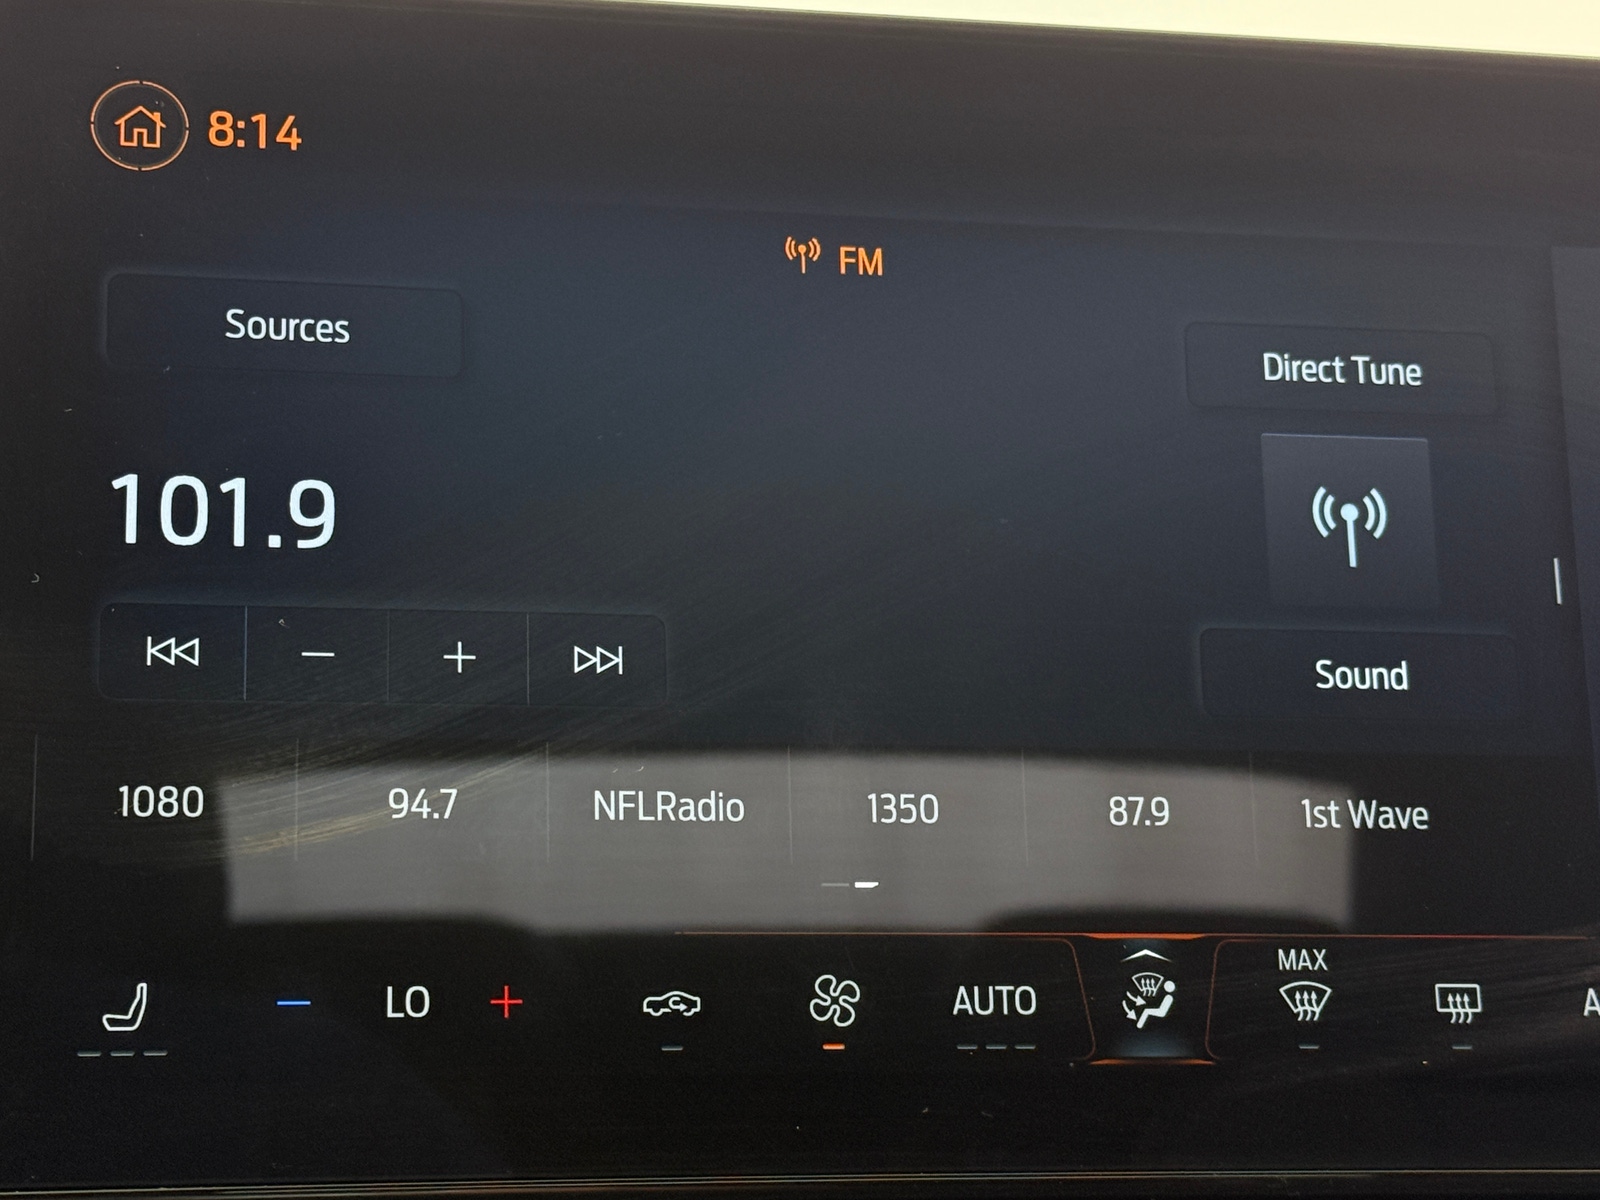 8:14
FM
Sources
Direct Tune
101.9
Sound
1080 94.7 NFLRadio 1350 87.9 1st Wave
MAX
LO AUTO